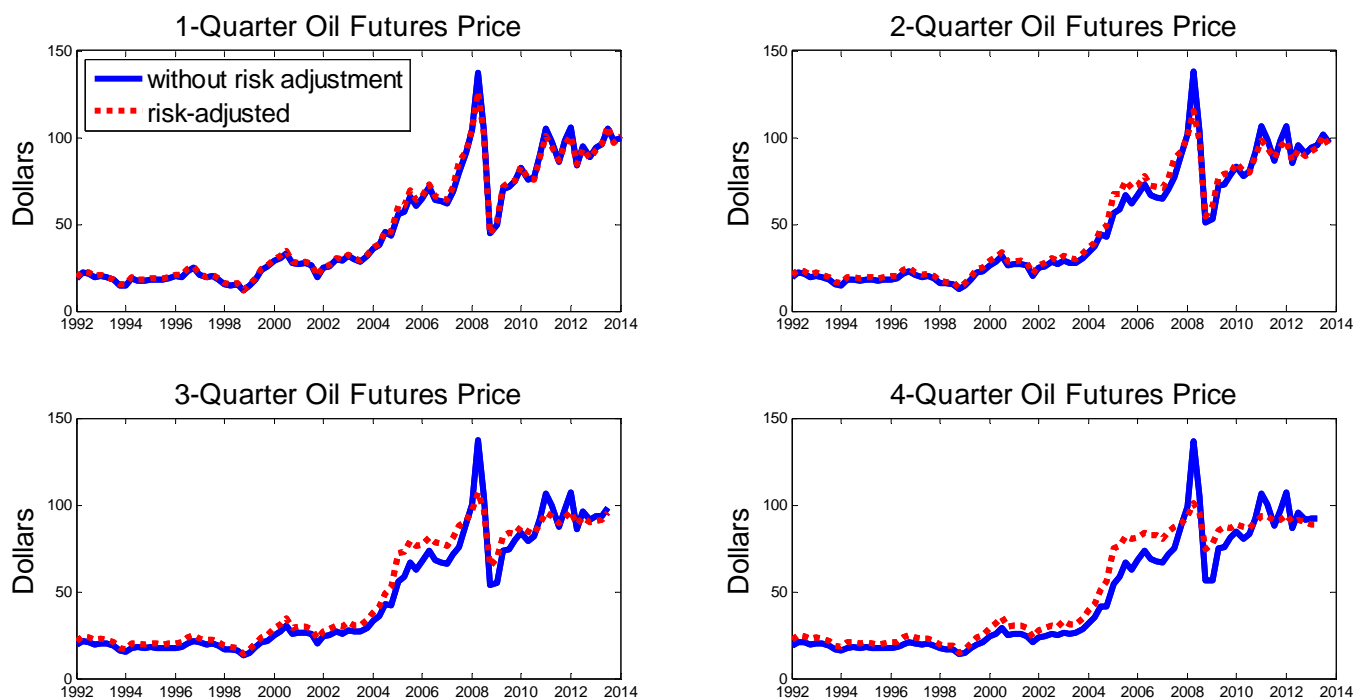 1-Quarter Oil Futures Price
150
100
50
0
Dollars
without risk adjustment
risk-adjusted
1992 1994 1996 1998 2000 2002 2004 2006 2008 2010 2012 2014
2-Quarter Oil Futures Price
150
100
50
0
Dollars
1992 1994 1996 1998 2000 2002 2004 2006 2008 2010 2012 2014
3-Quarter Oil Futures Price
150
100
50
0
Dollars
1992 1994 1996 1998 2000 2002 2004 2006 2008 2010 2012 2014
4-Quarter Oil Futures Price
150
100
50
0
Dollars
1992 1994 1996 1998 2000 2002 2004 2006 2008 2010 2012 2014